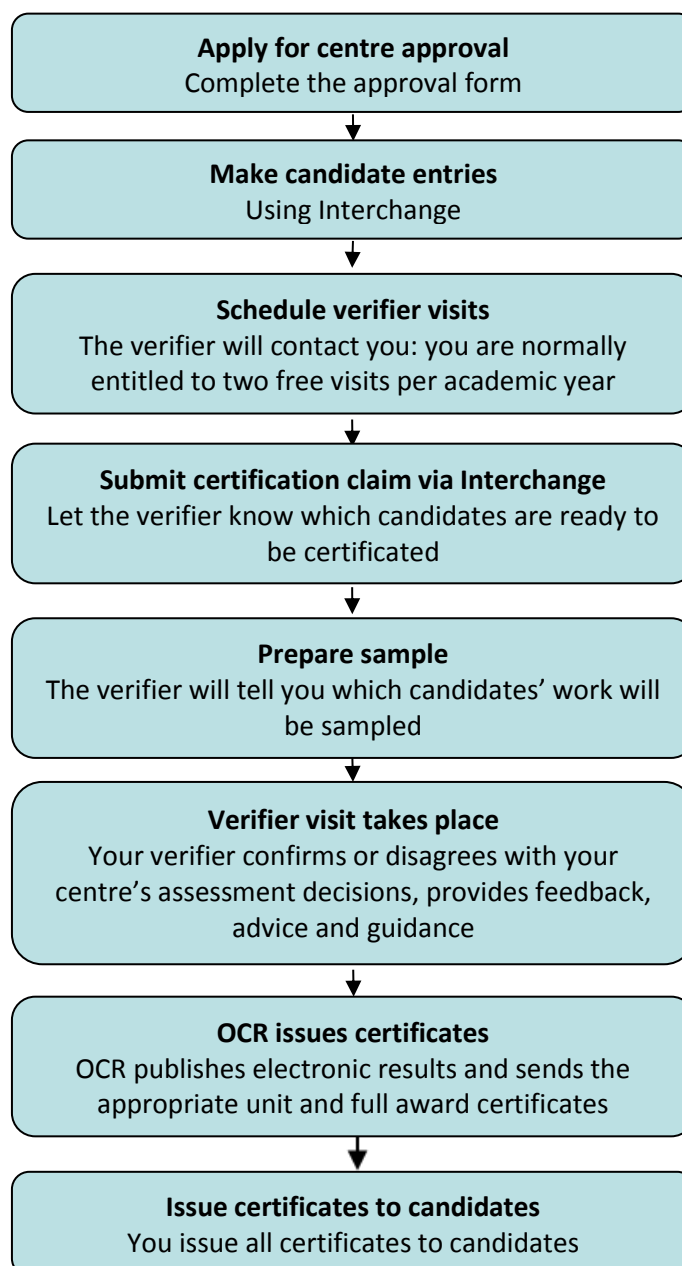 Apply for centre approval
Complete the approval form
Make candidate entries
Using Interchange
Schedule verifier visits
The verifier will contact you: you are normally
entitled to two free visits per academic year
Submit certification claim via Interchange
Let the verifier know which candidates are ready to
be certificated
Prepare sample
The verifier will tell you which candidates’ work will
be sampled
Verifier visit takes place
Your verifier confirms or disagrees with your
centre’s assessment decisions, provides feedback,
advice and guidance
OCR issues certificates
OCR publishes electronic results and sends the
appropriate unit and full award certificates
Issue certificates to candidates
You issue all certificates to candidates